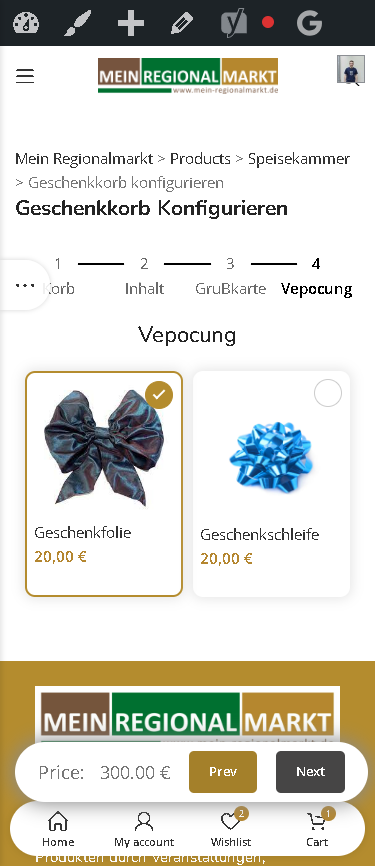 MEIN REGIONAL MARKT
www.mein-regionalmarkt.de
Mein Regionalmarkt > Products > Speisekammer
> Geschenkkorb konfigurieren
Geschenkkorb Konfigurieren
1 2 3 4
Korb Inhalt Grußkarte Vepocung
Vepocung
Geschenkfolie Geschenkschleife
20,00 € 20,00 €
MEIN REGIONAL MARKT
Price: 300.00 € Prev Next
2 1
Home My account Wishlist Cart
Produkten durch Veranstaltungen,